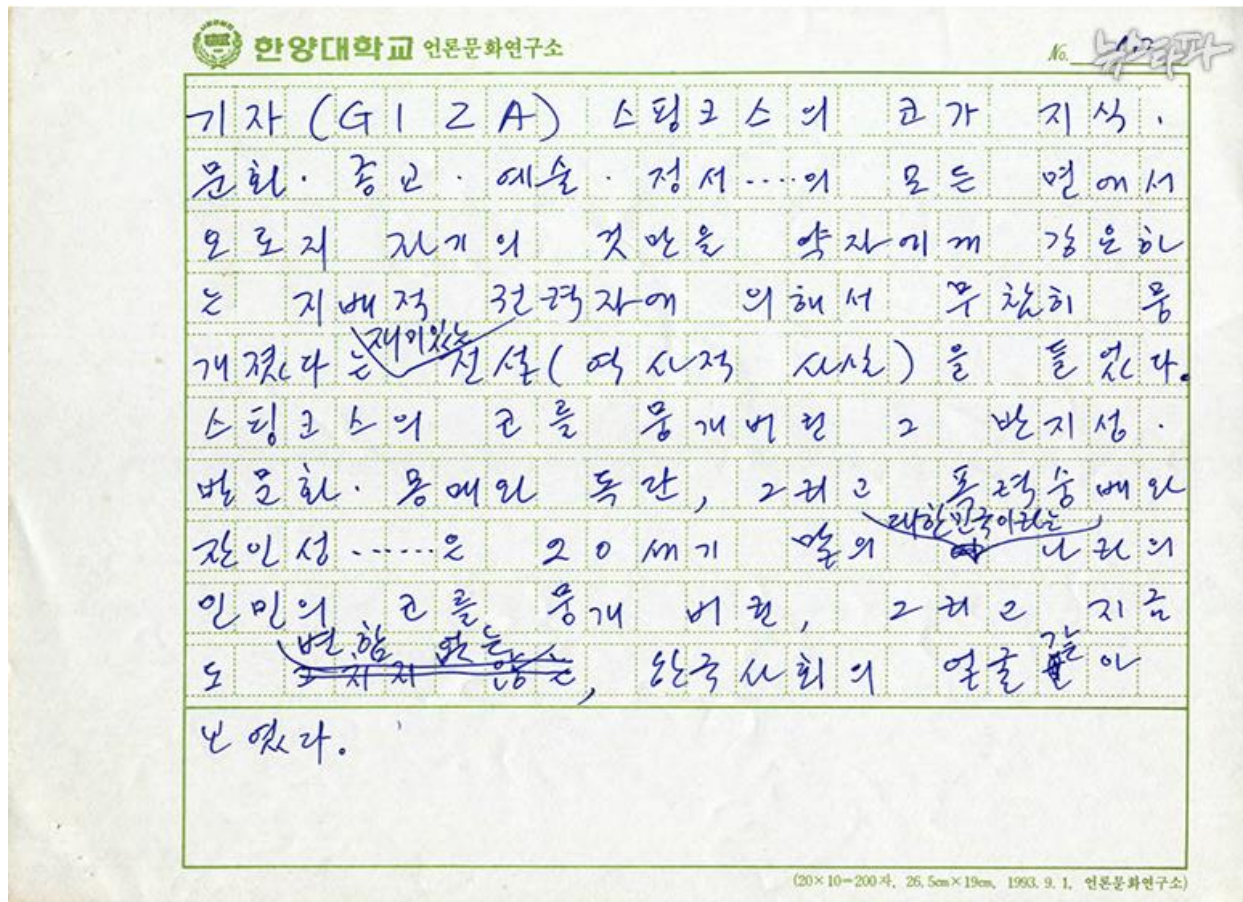 한양대학교 언론문화연구소
No.
뉴스타파
기자(GIZA) 스핑크스의 코가 지식·
문화·종교·예술·정서····의 모든 면에서
오로지 자기의 것만을 약자에게 강요하
는 지배적 권력자에 의해서 무참히 뭉
개졌다는 재미있는 전설(역사적 사실)을 들었다.
스핑크스의 코를 뭉개버린 그 반지성·
반문화·몽매와 독단, 그리고 폭력숭배와
잔인성······은 20세기 말의 대한민국이라는 나라의
인민의 코를 뭉개 버린, 그리고 지금
도 변함 없는, 한국사회의 얼굴 같아
보였다.
(20×10=200자, 26.5cm×19cm, 1993. 9. 1, 언론문화연구소)